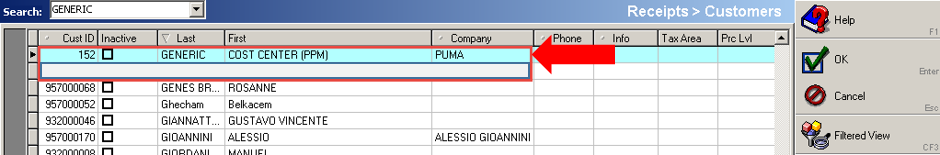 Search: GENERIC Receipts > Customers
Cust ID Inactive Last First Company Phone Info Tax Area Prc Lvl
152 GENERIC COST CENTER (PPM) PUMA
957000068 GENES BR... ROSANNE
957000052 Ghecham Belkacem
932000046 GIANNATT... GUSTAVO VINCENTE
957000170 GIOANNINI ALESSIO ALESSIO GIOANNINI
932000008 GIORDANI MANUEL
Help
F1
OK
Enter
Cancel
Esc
Filtered View
CF3